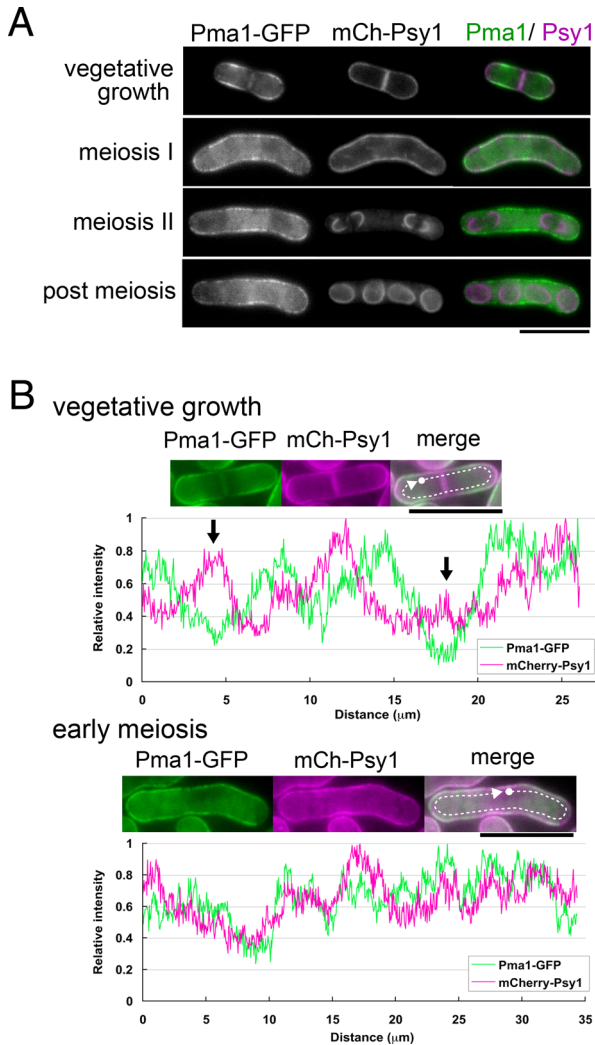 A
Pma1-GFP mCh-Psy1 Pma1/ Psy1
vegetative
growth
meiosis I
meiosis II
post meiosis
B
vegetative growth
Pma1-GFP mCh-Psy1 merge
1
0.8
0.6
0.4
0.2
0
Relative intensity
0 5 10 15 20 25
Distance (μm)
Pma1-GFP
mCherry-Psy1
early meiosis
Pma1-GFP mCh-Psy1 merge
1
0.8
0.6
0.4
0.2
0
Relative intensity
0 5 10 15 20 25 30 35
Distance (μm)
Pma1-GFP
mCherry-Psy1